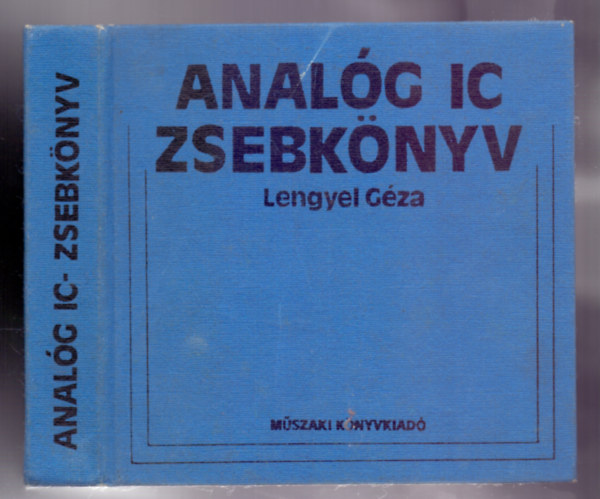 ANALÓG IC- ZSEBKÖNYV
ANALÓG IC
ZSEBKÖNYV
Lengyel Géza
MŰSZAKI KÖNYVKIADÓ